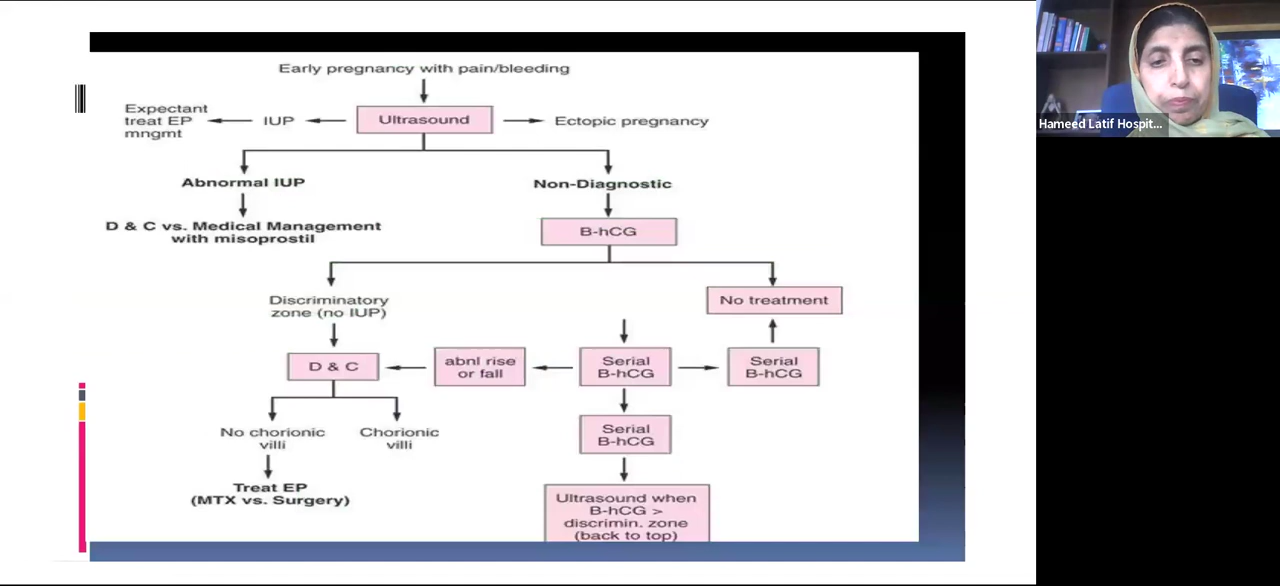 Early pregnancy with pain/bleeding
Expectant
treat EP
mngmt
IUP
Ultrasound
Ectopic pregnancy
Abnormal IUP
Non-Diagnostic
D & C vs. Medical Management
with misoprostil
B-hCG
Discriminatory
zone (no IUP)
No treatment
D & C
abnl rise
or fall
Serial
B-hCG
Serial
B-hCG
No chorionic
villi
Chorionic
villi
Serial
B-hCG
Treat EP
(MTX vs. Surgery)
Ultrasound when
B-hCG >
discrimin. zone
(back to top)
Hameed Latif Hospit...